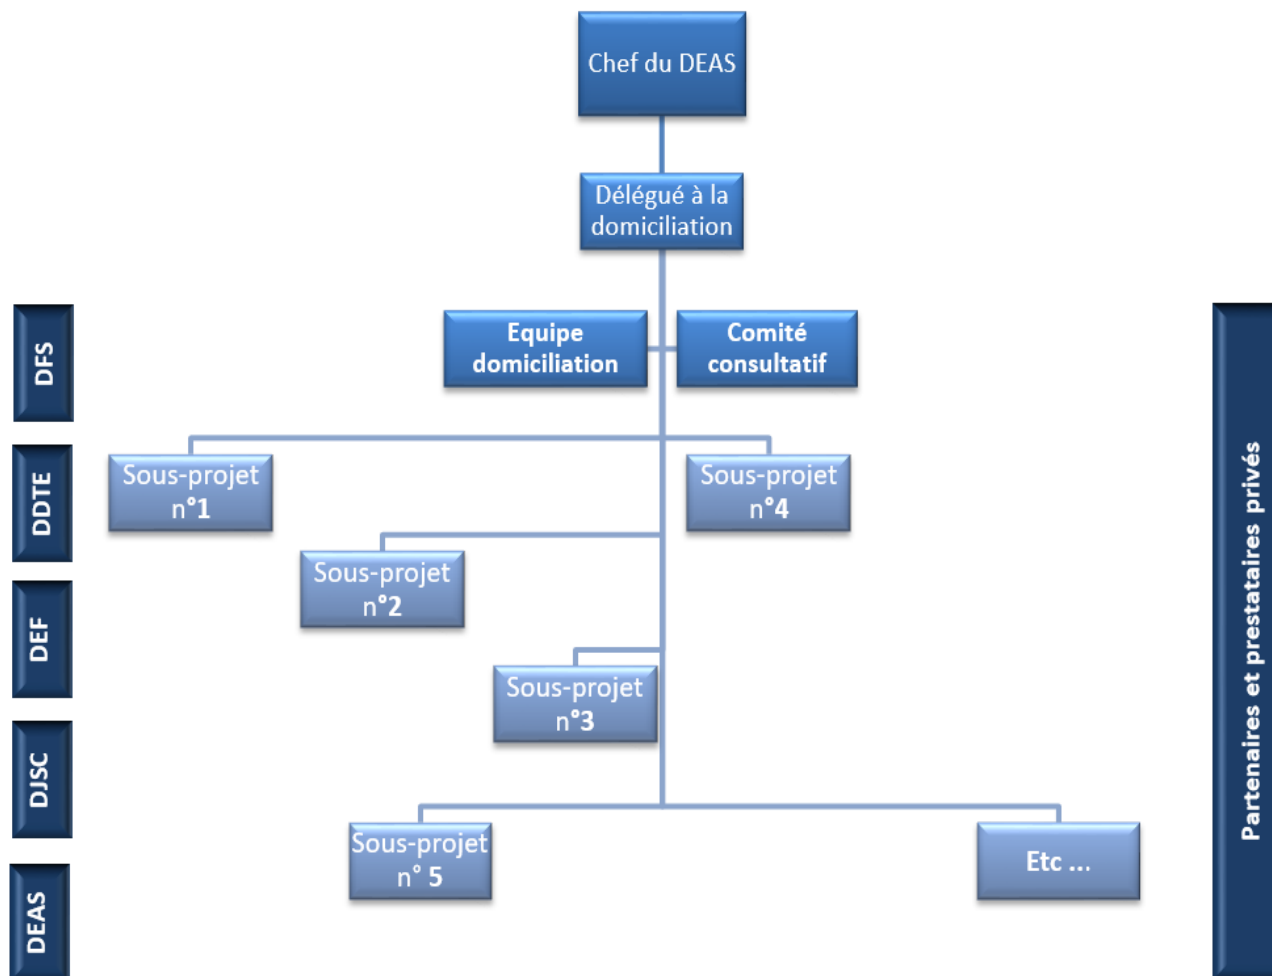 Chef du DEAS
Délégué à la
domiciliation
Equipe
domiciliation
Comité
consultatif
DFS
DDTE
DEF
DJSC
DEAS
Sous-projet
n°1
Sous-projet
n°4
Sous-projet
n°2
Sous-projet
n°3
Sous-projet
n° 5
Etc ...
Partenaires et prestataires privés